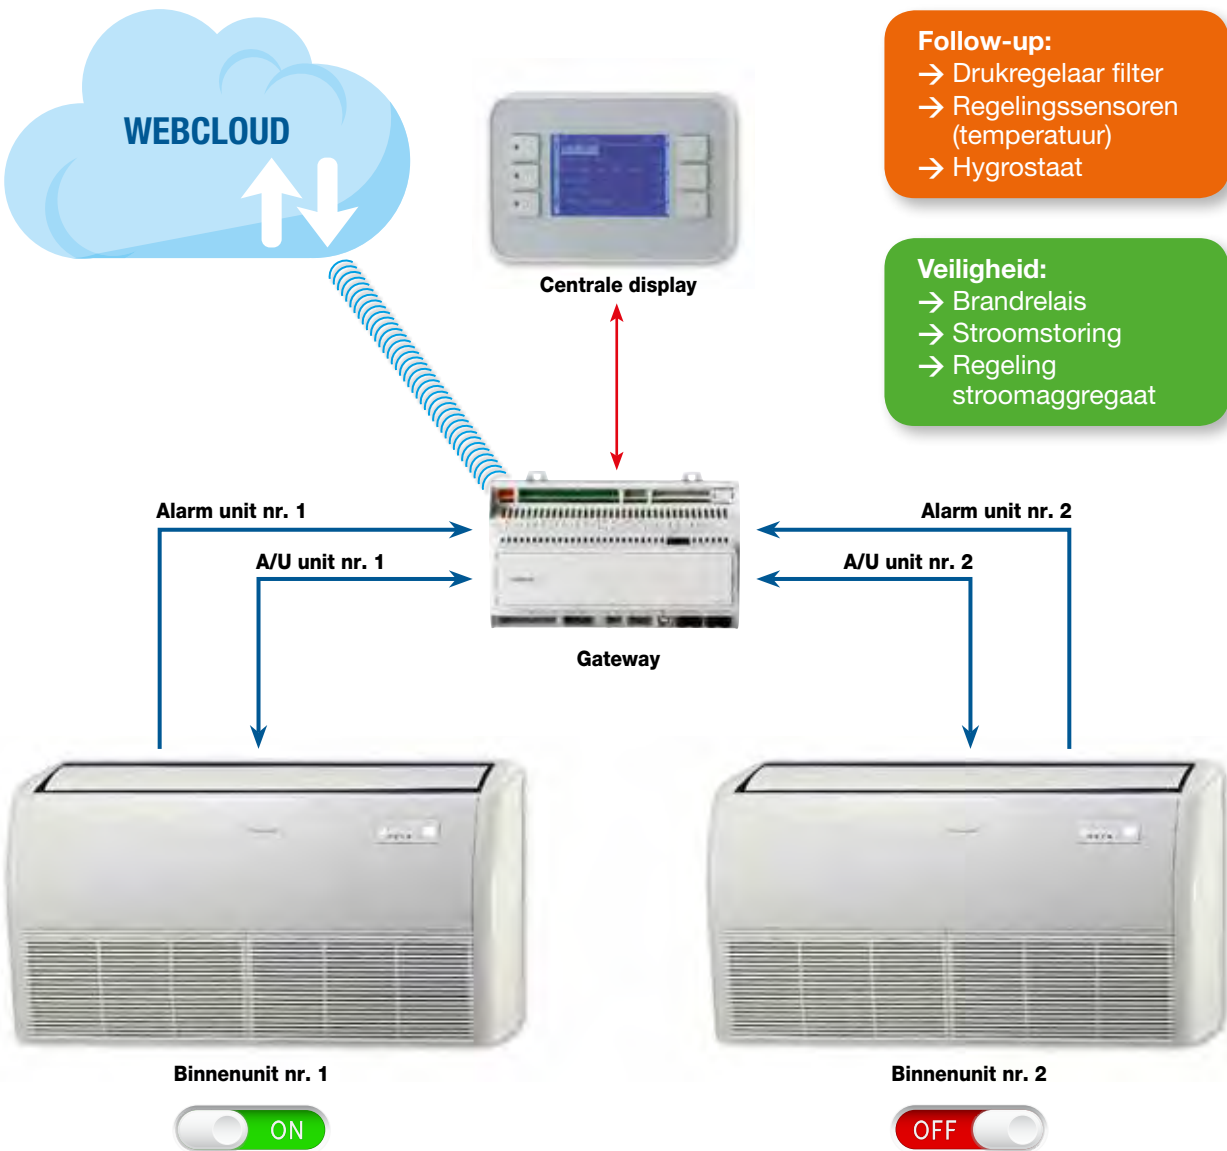 WEBCLOUD
Centrale display
Follow-up:
→ Drukregelaar filter
→ Regelingssensoren
(temperatuur)
→ Hygrostaat
Veiligheid:
→ Brandrelais
→ Stroomstoring
→ Regeling
stroomaggregaat
Alarm unit nr. 1
A/U unit nr. 1
Alarm unit nr. 2
A/U unit nr. 2
Gateway
Binnenunit nr. 1
Binnenunit nr. 2
ON
OFF